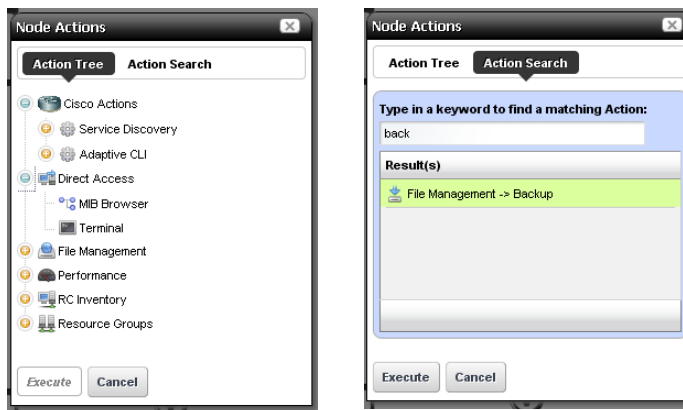 Node Actions
Action Tree Action Search
Cisco Actions
Service Discovery
Adaptive CLI
Direct Access
MIB Browser
Terminal
File Management
Performance
RC Inventory
Resource Groups
Execute Cancel
Node Actions
Action Tree Action Search
Type in a keyword to find a matching Action:
back
Result(s)
File Management -> Backup
Execute Cancel